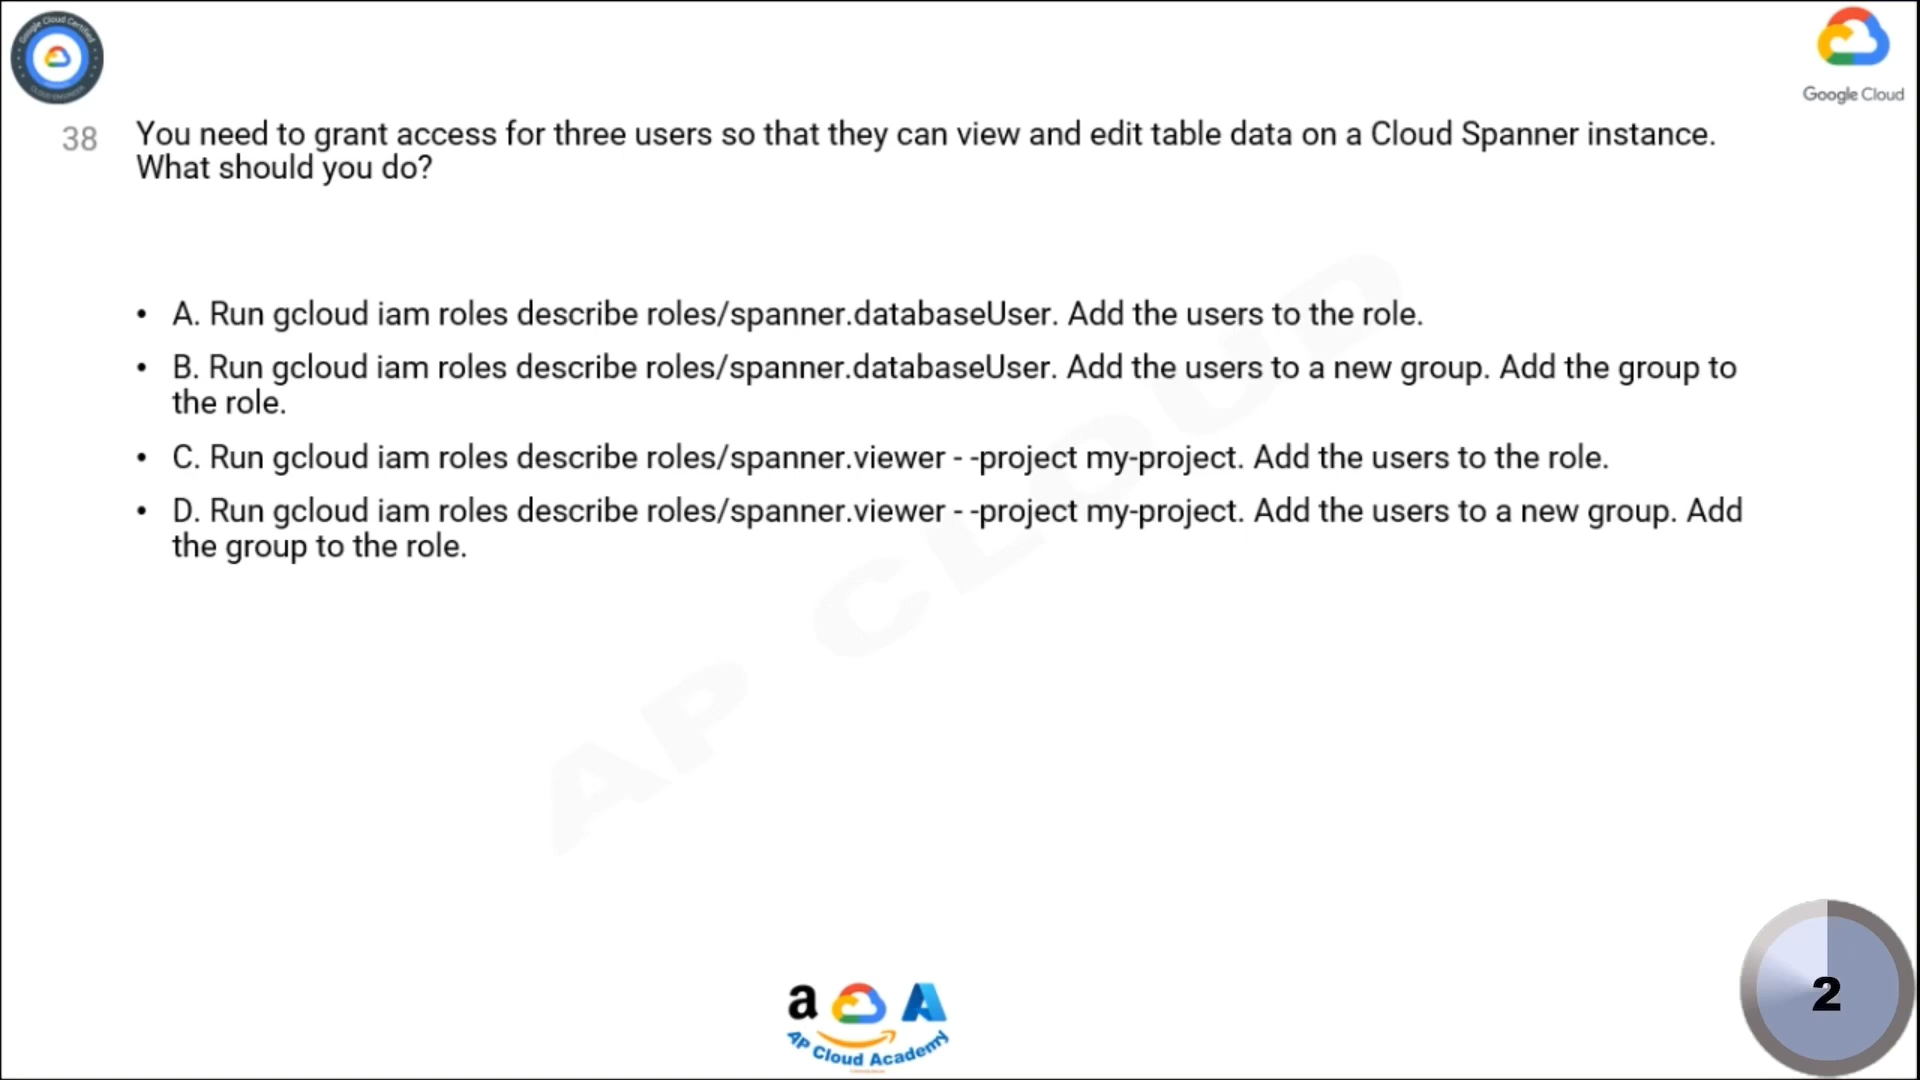 Google Cloud Certified
CLOUD ENGINEER
Google Cloud
38
You need to grant access for three users so that they can view and edit table data on a Cloud Spanner instance.
What should you do?
• A. Run gcloud iam roles describe roles/spanner.databaseUser. Add the users to the role.
• B. Run gcloud iam roles describe roles/spanner.databaseUser. Add the users to a new group. Add the group to
the role.
• C. Run gcloud iam roles describe roles/spanner.viewer - -project my-project. Add the users to the role.
• D. Run gcloud iam roles describe roles/spanner.viewer - -project my-project. Add the users to a new group. Add
the group to the role.
AP CLOUD
a
AP Cloud Academy
2